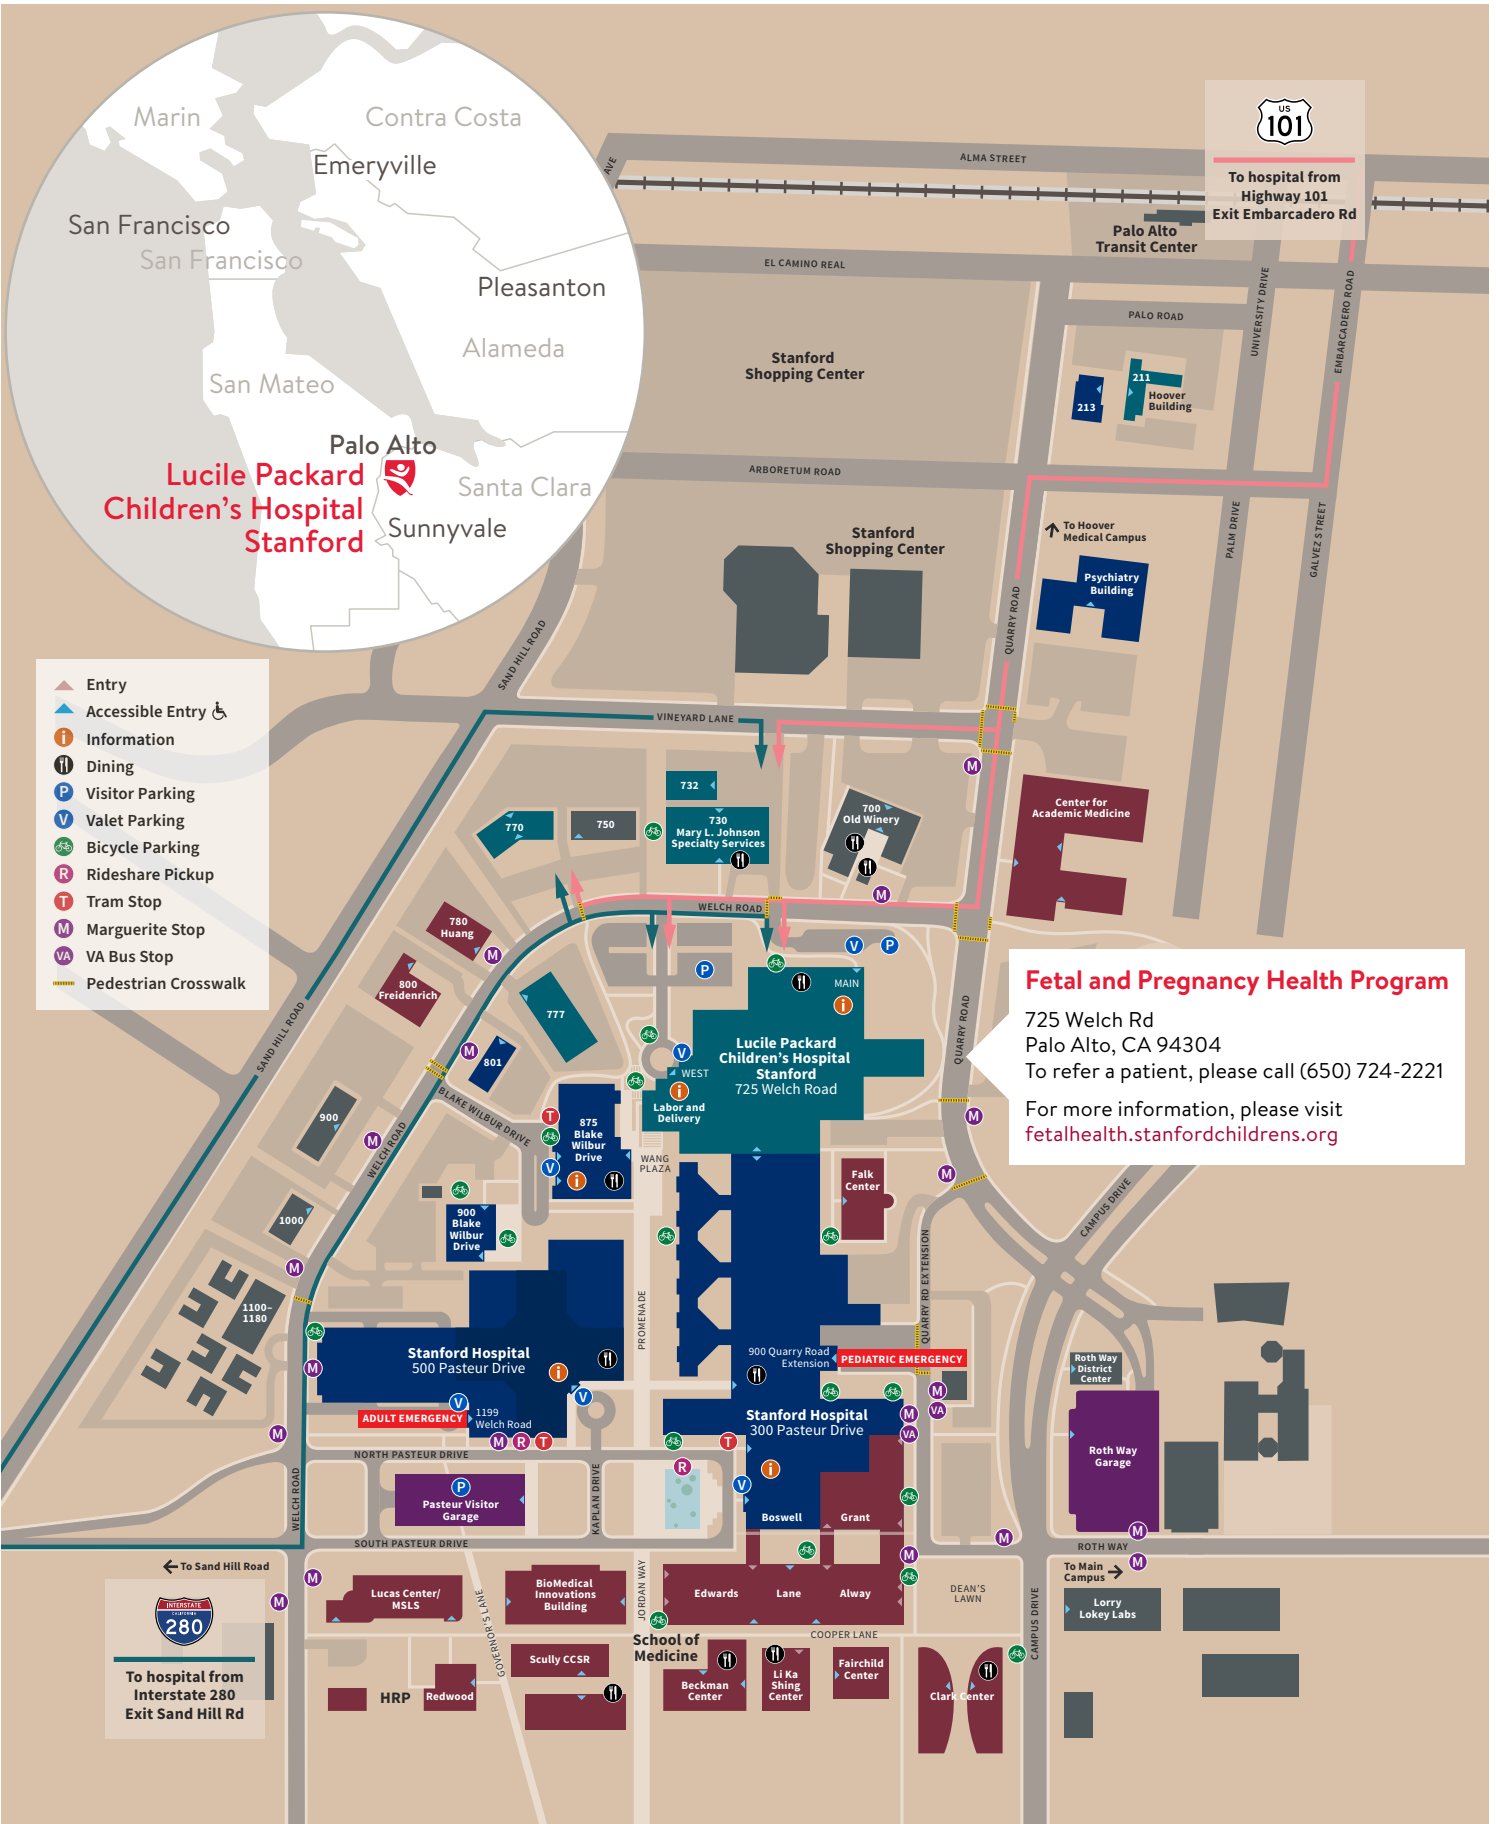 Marin
Contra Costa
Emeryville
San Francisco
San Francisco
Pleasanton
Alameda
San Mateo
Palo Alto
Lucile Packard
Children's Hospital
Stanford
Santa Clara
Sunnyvale
US
101
To hospital from
Highway 101
Exit Embarcadero Rd
AVE
ALMA STREET
Palo Alto
Transit Center
EL CAMINO REAL
PALO ROAD
UNIVERSITY DRIVE
EMBARCADERO ROAD
Stanford
Shopping Center
211
213
Hoover
Building
ARBORETUM ROAD
Stanford
Shopping Center
To Hoover
Medical Campus
PALM DRIVE
GALVEZ STREET
Psychiatry
Building
QUARRY ROAD
SAND HILL ROAD
Entry
Accessible Entry
i Information
Dining
P Visitor Parking
V Valet Parking
Bicycle Parking
R Rideshare Pickup
T Tram Stop
M Marguerite Stop
VA VA Bus Stop
Pedestrian Crosswalk
VINEYARD LANE
M
732
770
750
730
Mary L. Johnson
Specialty Services
700
Old Winery
Center for
Academic Medicine
M
WELCH ROAD
780
Huang
M
800
Freidenrich
V
P
P
MAIN
i
777
SAND HILL ROAD
M
801
BLAKE WILBUR DRIVE
V
WEST
i
Labor and
Delivery
Lucile Packard
Children's Hospital
Stanford
725 Welch Road
QUARRY ROAD
Fetal and Pregnancy Health Program
725 Welch Rd
Palo Alto, CA 94304
To refer a patient, please call (650) 724-2221
For more information, please visit
fetalhealth.stanfordchildrens.org
M
900
M
WELCH ROAD
T
875
Blake
Wilbur
Drive
V
i
WANG
PLAZA
Falk
Center
M
CAMPUS DRIVE
1000
900
Blake
Wilbur
Drive
M
QUARRY RD EXTENSION
1100–
1180
PROMENADE
M
Stanford Hospital
500 Pasteur Drive
i
V
V
ADULT EMERGENCY
1199
Welch Road
900 Quarry Road
Extension
PEDIATRIC EMERGENCY
Roth Way
District
Center
M
VA
M
VA
Stanford Hospital
300 Pasteur Drive
M
M
R
T
T
NORTH PASTEUR DRIVE
R
i
V
Roth Way
Garage
P
Pasteur Visitor
Garage
KAPLAN DRIVE
WELCH ROAD
Boswell
Grant
M
M
ROTH WAY
SOUTH PASTEUR DRIVE
M
M
To Sand Hill Road
To Main
Campus
M
M
INTERSTATE
CALIFORNIA
280
To hospital from
Interstate 280
Exit Sand Hill Rd
Lucas Center/
MSLS
GOVERNOR'S LANE
BioMedical
Innovations
Building
JORDAN WAY
Edwards
Lane
Alway
DEAN'S
LAWN
CAMPUS DRIVE
Lorry
Lokey Labs
COOPER LANE
School of
Medicine
Scully CCSR
HRP
Redwood
Beckman
Center
Li Ka
Shing
Center
Fairchild
Center
Clark Center